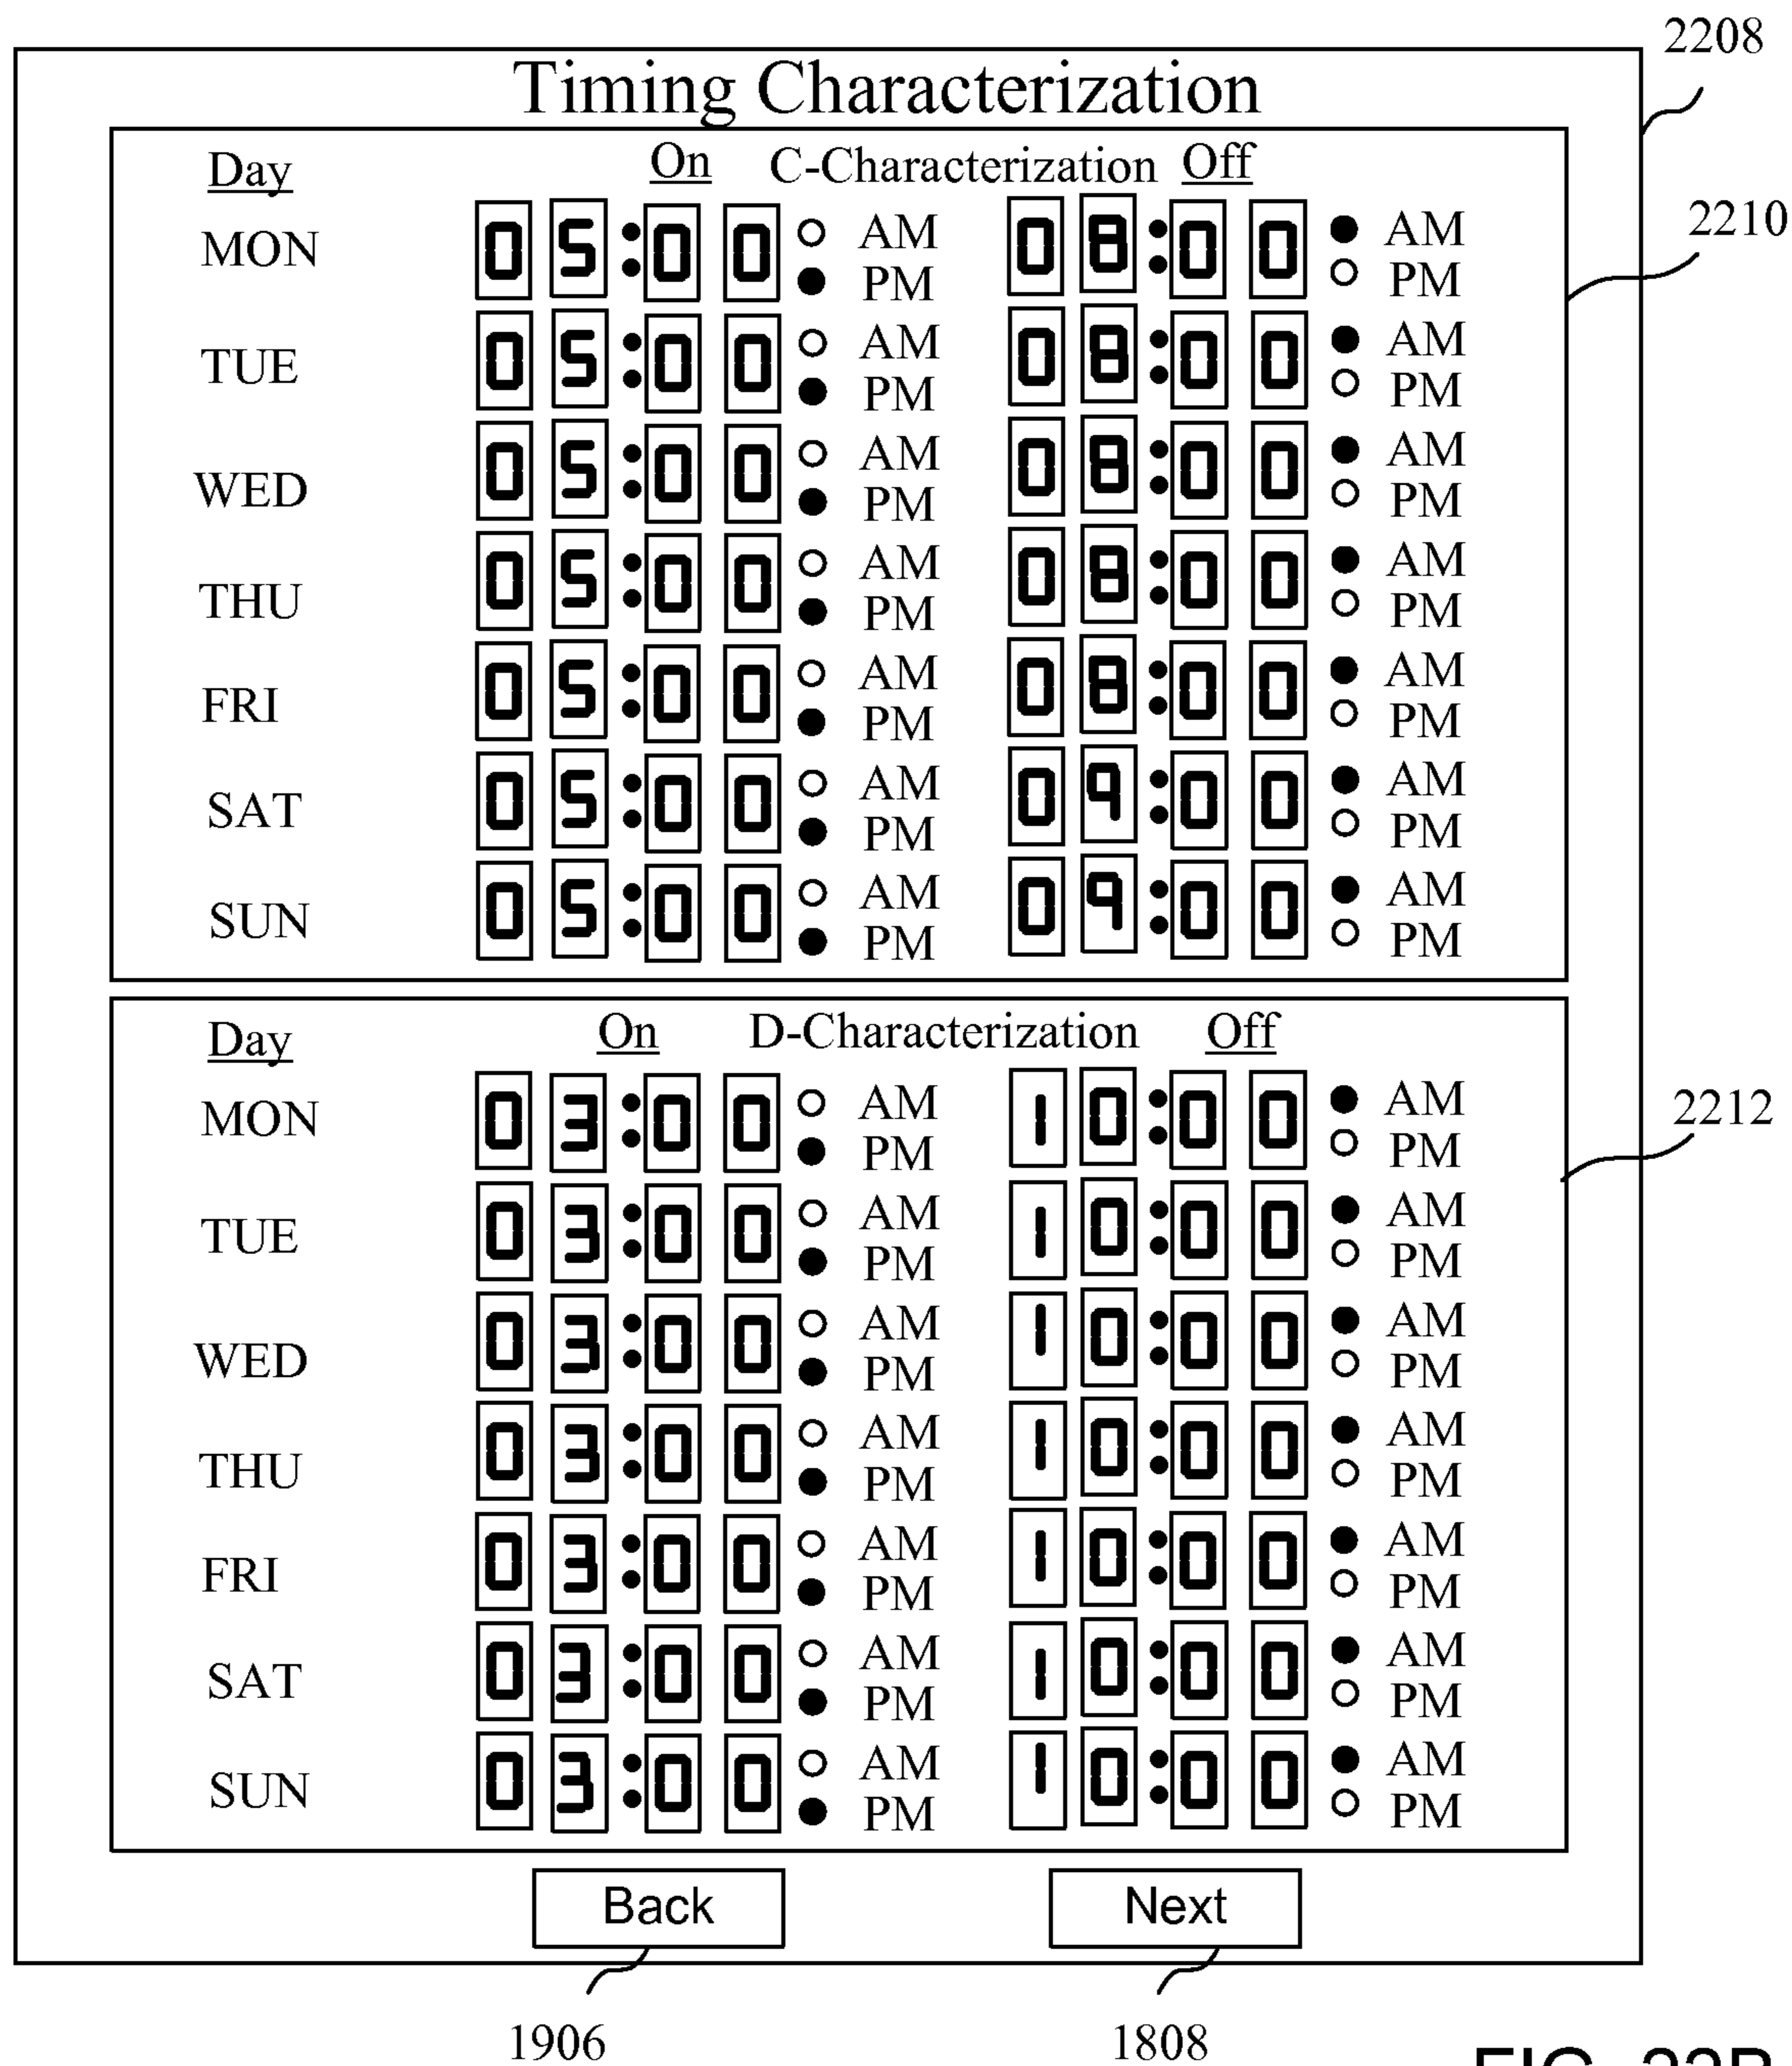 2208
Timing Characterization
Day On C-Characterization Off
2210
MON 05:00 AM PM 08:00 AM PM
TUE 05:00 AM PM 08:00 AM PM
WED 05:00 AM PM 08:00 AM PM
THU 05:00 AM PM 08:00 AM PM
FRI 05:00 AM PM 08:00 AM PM
SAT 05:00 AM PM 09:00 AM PM
SUN 05:00 AM PM 09:00 AM PM
Day On D-Characterization Off
2212
MON 03:00 AM PM 10:00 AM PM
TUE 03:00 AM PM 10:00 AM PM
WED 03:00 AM PM 10:00 AM PM
THU 03:00 AM PM 10:00 AM PM
FRI 03:00 AM PM 10:00 AM PM
SAT 03:00 AM PM 10:00 AM PM
SUN 03:00 AM PM 10:00 AM PM
Back Next
1906 1808
FIG. 22B